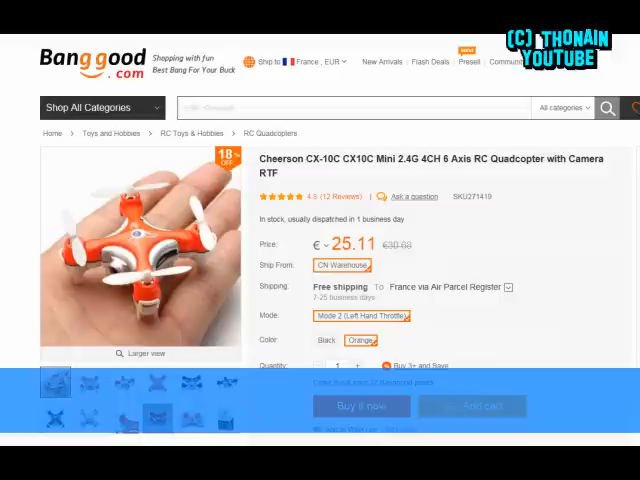 (C) THONAIN
YOUTUBE
Banggood
.com
Shopping with fun
Best Bang For Your Buck
Ship to France , EUR
New Arrivals
Flash Deals
NEW
Presell
Shop All Categories
All categories
Home
Toys and Hobbies
RC Toys & Hobbies
RC Quadcopters
18%
OFF
Cheerson CX-10C CX10C Mini 2.4G 4CH 6 Axis RC Quadcopter with Camera
RTF
(12 Reviews)
Ask a question
SKU271419
In stock, usually dispatched in 1 business day
Price: € 25.11 €30.68
Ship From: CN Warehouse
Shipping: Free shipping To France via Air Parcel Register
7-25 business days
Mode: Mode 2 (Left Hand Throttle)
Color: Black Orange
Larger view
Quantity: - 1 + Buy 3+ and Save
Buy it now
Add cart